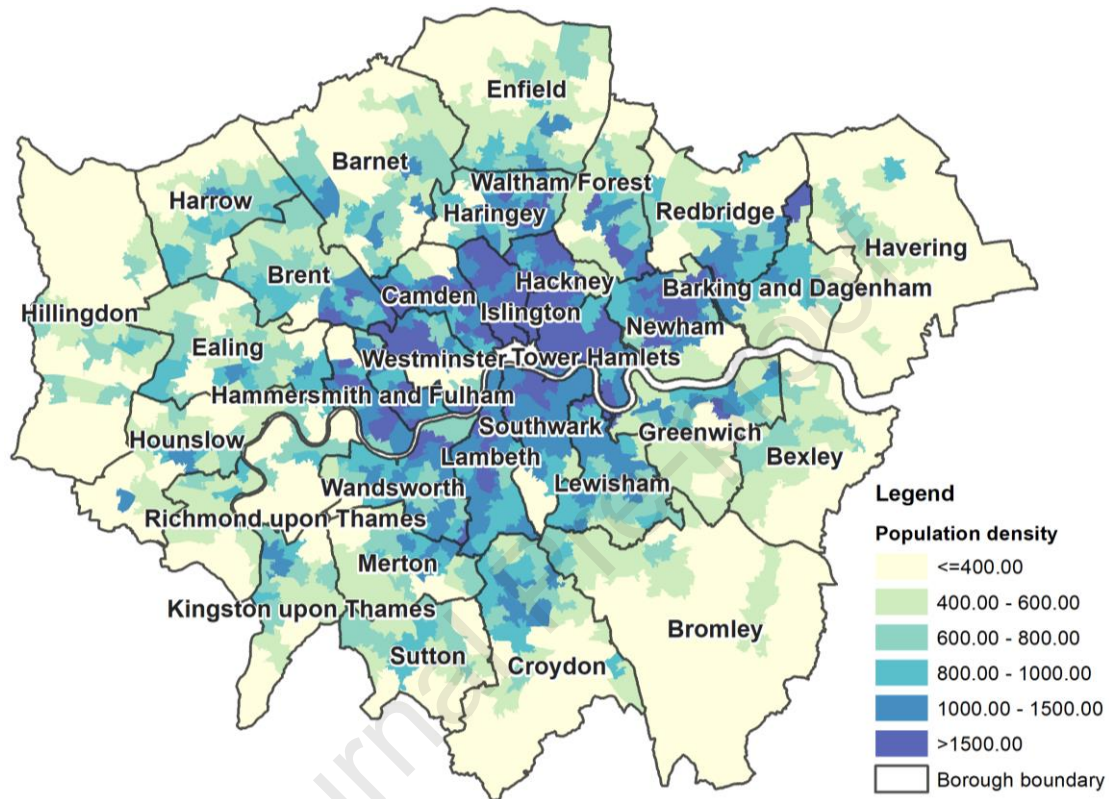 Enfield
Barnet
Waltham Forest
Harrow
Haringey
Redbridge
Havering
Brent
Hackney
Camden
Barking and Dagenham
Islington
Hillingdon
Newham
Ealing
Westminster
Tower Hamlets
Hammersmith and Fulham
Southwark
Hounslow
Greenwich
Lambeth
Bexley
Wandsworth
Lewisham
Richmond upon Thames
Merton
Kingston upon Thames
Bromley
Sutton
Croydon
Legend
Population density
<=400.00
400.00 - 600.00
600.00 - 800.00
800.00 - 1000.00
1000.00 - 1500.00
>1500.00
Borough boundary